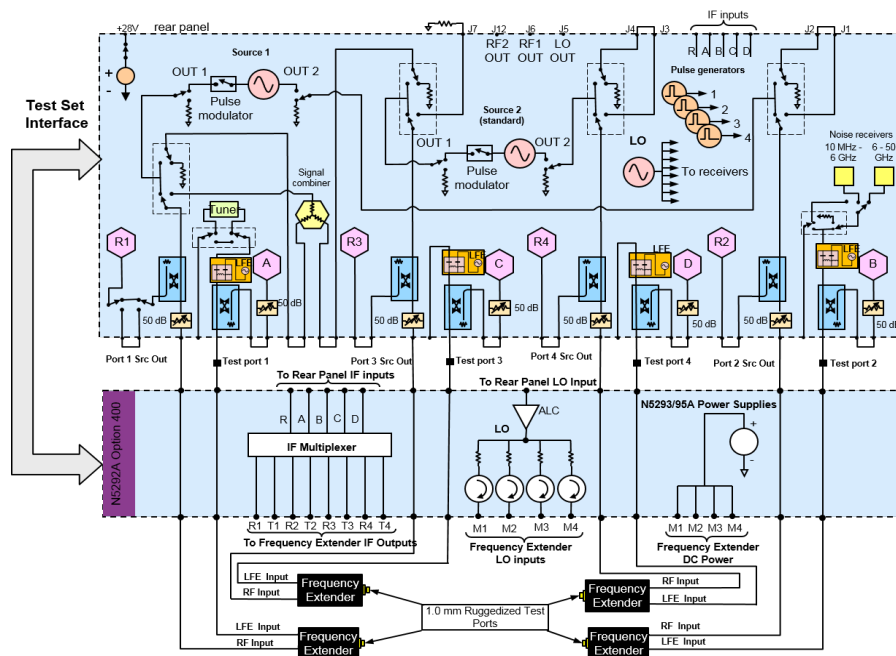 +28V
rear panel
J7 J12 J6 J5 J4 J3 J2 J1
RF2 OUT
RF1 OUT
LO OUT
IF inputs
R A B C D
Source 1
OUT 1
OUT 2
Pulse modulator
+
-
Test Set Interface
Source 2 (standard)
OUT 1
OUT 2
Pulse modulator
Pulse generators
1
2
3
4
LO
To receivers
Noise receivers
10 MHz - 6 GHz
6 - 50 GHz
Signal combiner
Tune
R1
LFE
A
R3
LFE
C
R4
LFE
D
R2
LFE
B
50 dB
50 dB
50 dB
50 dB
50 dB
50 dB
50 dB
50 dB
Port 1 Src Out
Test port 1
Port 3 Src Out
Test port 3
Port 4 Src Out
Test port 4
Port 2 Src Out
Test port 2
To Rear Panel IF inputs
To Rear Panel LO Input
N5292A Option 400
R A B C D
IF Multiplexer
R1 T1 R2 T2 R3 T3 R4 T4
To Frequency Extender IF Outputs
ALC
LO
M1 M2 M3 M4
Frequency Extender LO inputs
N5293/95A Power Supplies
+
-
M1 M2 M3 M4
Frequency Extender DC Power
LFE Input
RF Input
Frequency Extender
LFE Input
RF Input
Frequency Extender
1.0 mm Ruggedized Test Ports
Frequency Extender
RF Input
LFE Input
Frequency Extender
RF Input
LFE Input